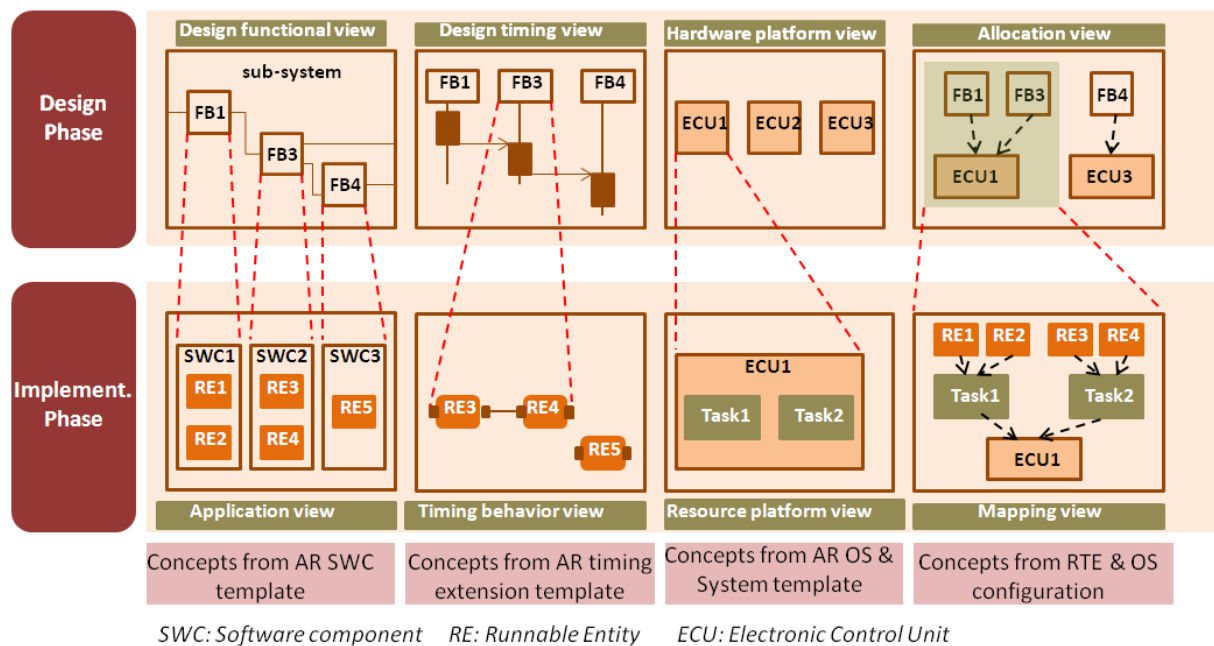 Design Phase
Design functional view
sub-system
FB1
FB3
FB4
Design timing view
FB1
FB3
FB4
Hardware platform view
ECU1
ECU2
ECU3
Allocation view
FB1
FB3
FB4
ECU1
ECU3
Implement. Phase
SWC1
RE1
RE2
SWC2
RE3
RE4
SWC3
RE5
Application view
RE3
RE4
RE5
Timing behavior view
ECU1
Task1
Task2
Resource platform view
RE1
RE2
RE3
RE4
Task1
Task2
ECU1
Mapping view
Concepts from AR SWC
template
Concepts from AR timing
extension template
Concepts from AR OS &
System template
Concepts from RTE & OS
configuration
SWC: Software component
RE: Runnable Entity
ECU: Electronic Control Unit